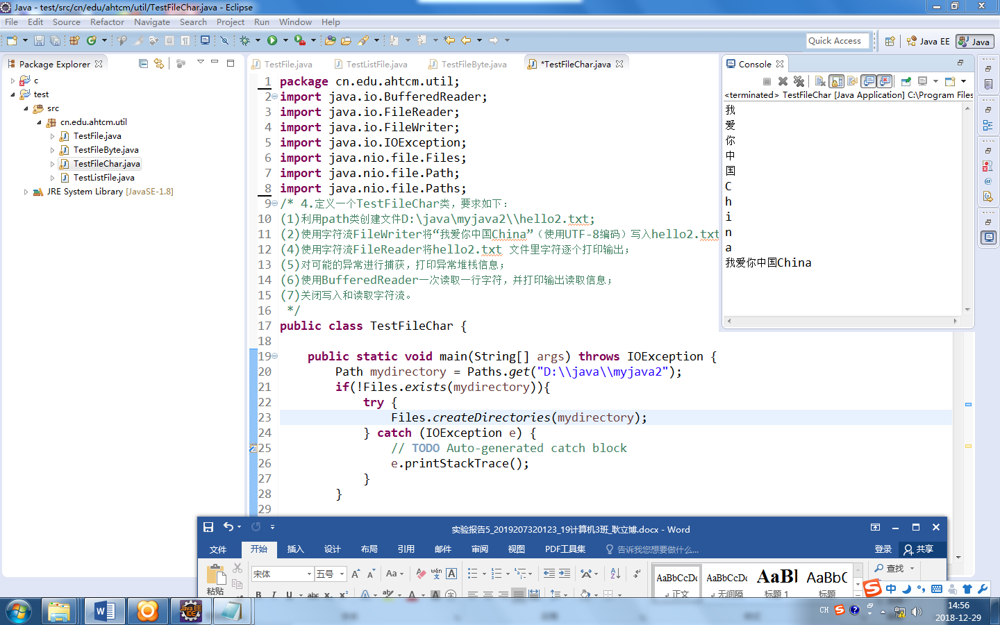 Java - test/src/cn/edu/ahtcm/util/TestFileChar.java - Eclipse
File Edit Source Refactor Navigate Search Project Run Window Help
Quick Access
Java EE
Java
Package Explorer
c
test
src
cn.edu.ahtcm.util
TestFile.java
TestFileByte.java
TestFileChar.java
TestListFile.java
JRE System Library [JavaSE-1.8]
TestFile.java TestListFile.java TestFileByte.java *TestFileChar.java
1 package cn.edu.ahtcm.util;
2 import java.io.BufferedReader;
3 import java.io.FileReader;
4 import java.io.FileWriter;
5 import java.io.IOException;
6 import java.nio.file.Files;
7 import java.nio.file.Path;
8 import java.nio.file.Paths;
9 /* 4.定义一个TestFileChar类，要求如下：
10 (1)利用path类创建文件D:\java\myjava2\\hello2.txt;
11 (2)使用字符流FileWriter将“我爱你中国China”（使用UTF-8编码）写入hello2.txt
12 (4)使用字符流FileReader将hello2.txt 文件里字符逐个打印输出；
13 (5)对可能的异常进行捕获，打印异常堆栈信息；
14 (6)使用BufferedReader一次读取一行字符，并打印输出读取信息；
15 (7)关闭写入和读取字符流。
16 */
17 public class TestFileChar {
18
19 public static void main(String[] args) throws IOException {
20 Path mydirectory = Paths.get("D:\\java\\myjava2");
21 if(!Files.exists(mydirectory)){
22 try {
23 Files.createDirectories(mydirectory);
24 } catch (IOException e) {
25 // TODO Auto-generated catch block
26 e.printStackTrace();
27 }
28 }
29
Console
<terminated> TestFileChar [Java Application] C:\Program Files
我
爱
你
中
国
C
h
i
n
a
我爱你中国China
实验报告5_2019207320123_19计算机3班_耿立博.docx - Word
文件 开始 插入 设计 布局 引用 邮件 审阅 视图 PDF工具集 告诉我您想要做什么... 登录 共享
粘贴
宋体 五号 Aa wén A
AaBbCcDc AaBbCcDc AaBl AaBbC
正文 无间隔 标题 1 标题
查找
B I U abc X₂ X²
中
CH
14:56
2018-12-29